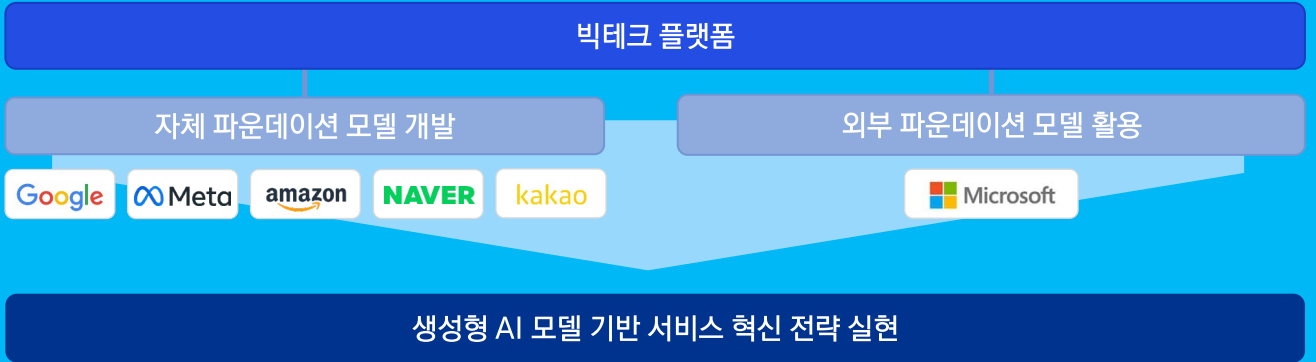 빅테크 플랫폼
자체 파운데이션 모델 개발
외부 파운데이션 모델 활용
Google
Meta
amazon
NAVER
kakao
Microsoft
생성형 AI 모델 기반 서비스 혁신 전략 실현